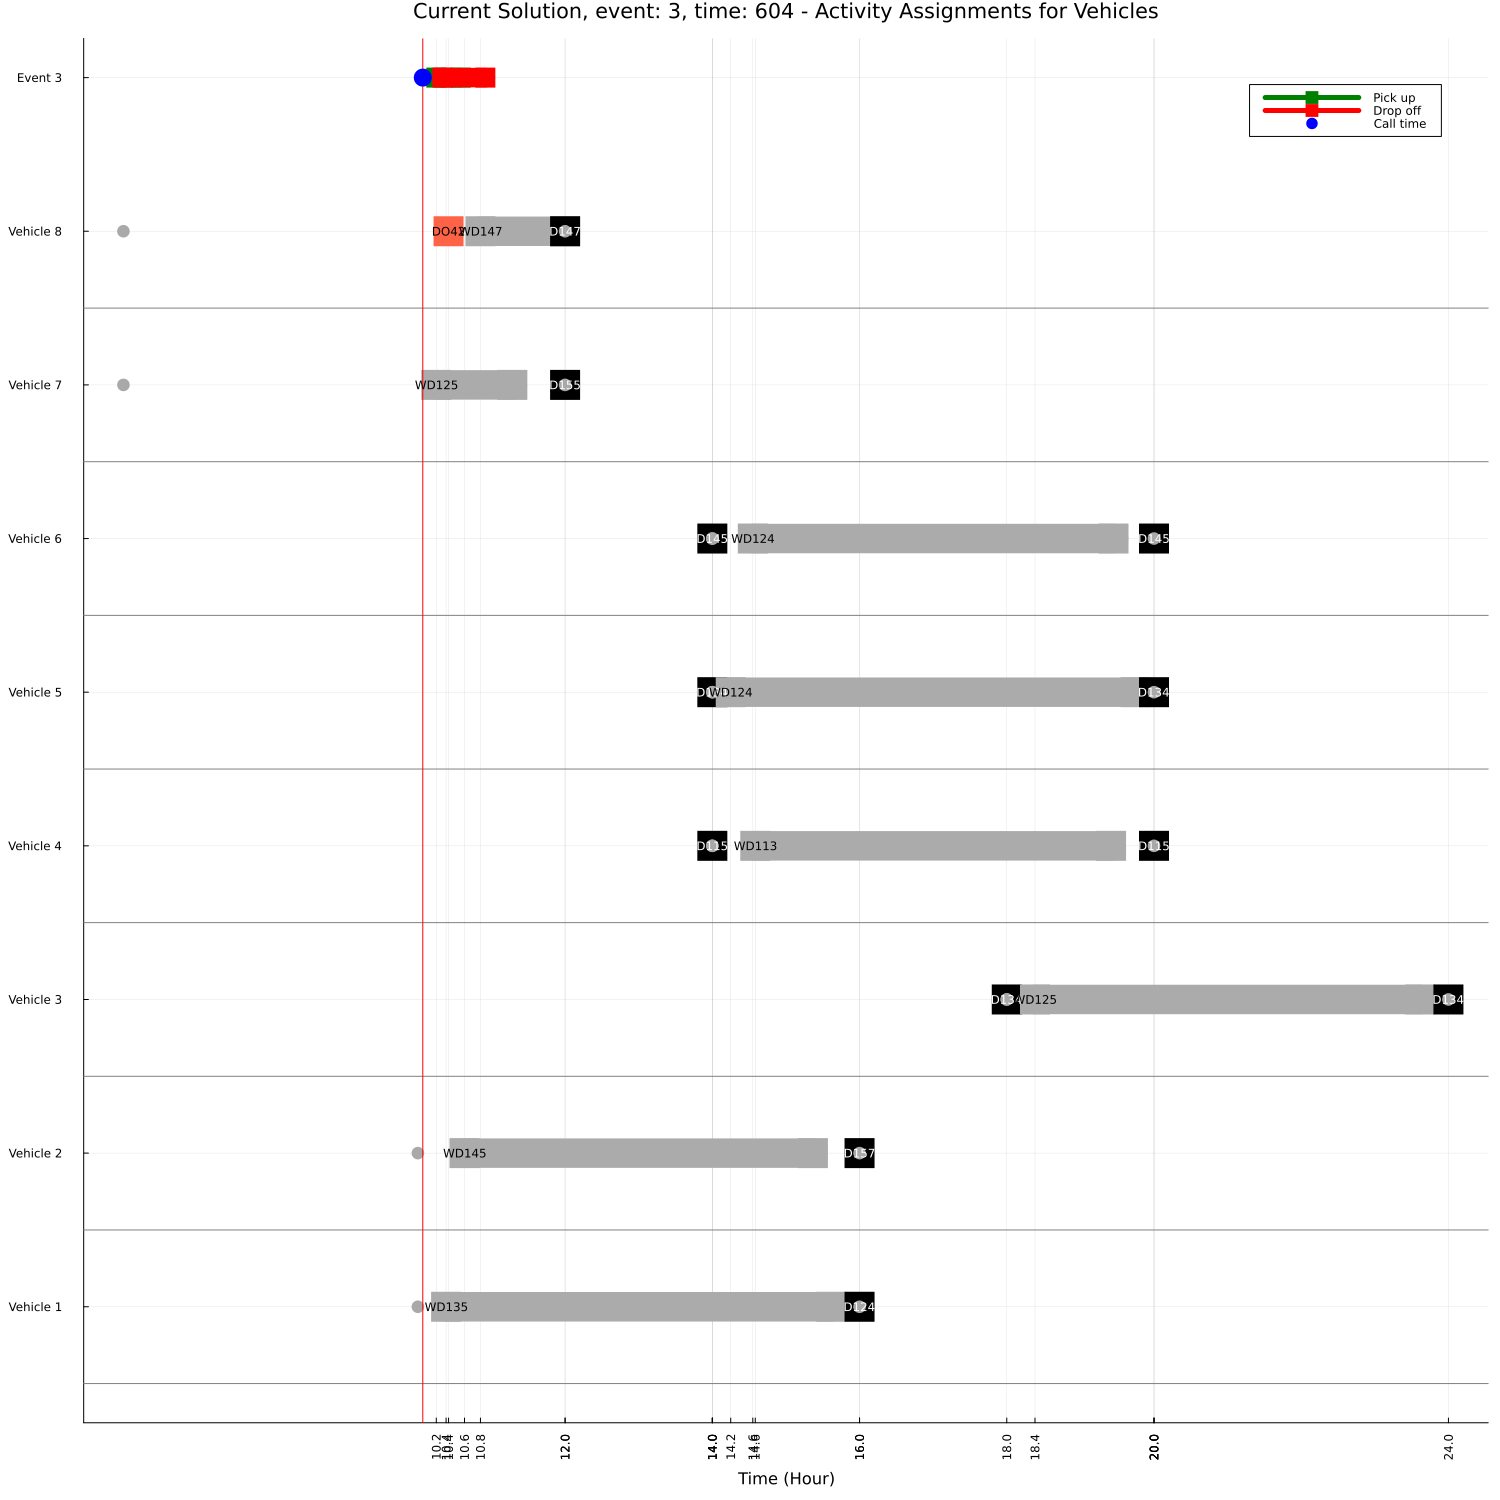 Current Solution, event: 3, time: 604 - Activity Assignments for Vehicles
Event 3
Pick up
Drop off
Call time
Vehicle 8
WD147
D147
Vehicle 7
WD125
D155
Vehicle 6
D145
WD124
D145
Vehicle 5
WD124
D134
Vehicle 4
D115
WD113
D115
Vehicle 3
D134
WD125
D134
Vehicle 2
WD145
D157
Vehicle 1
WD135
D124
10.2
10.6
10.8
12.0
14.0
14.2
16.0
18.0
18.4
20.0
24.0
Time (Hour)